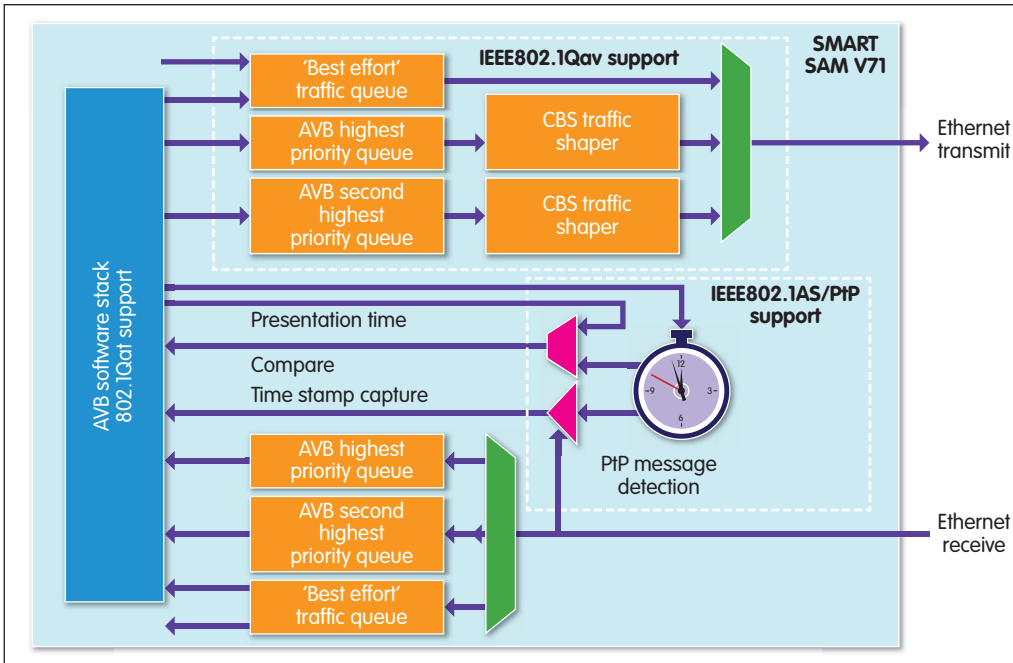 IEEE802.1Qav support
SMART
SAM V71
'Best effort'
traffic queue
AVB highest
priority queue
CBS traffic
shaper
AVB second
highest
priority queue
CBS traffic
shaper
Ethernet
transmit
AVB software stack
802.1Qat support
IEEE802.1AS/PtP
support
Presentation time
Compare
Time stamp capture
12
3
6
9
PtP message
detection
AVB highest
priority queue
AVB second
highest
priority queue
'Best effort'
traffic queue
Ethernet
receive